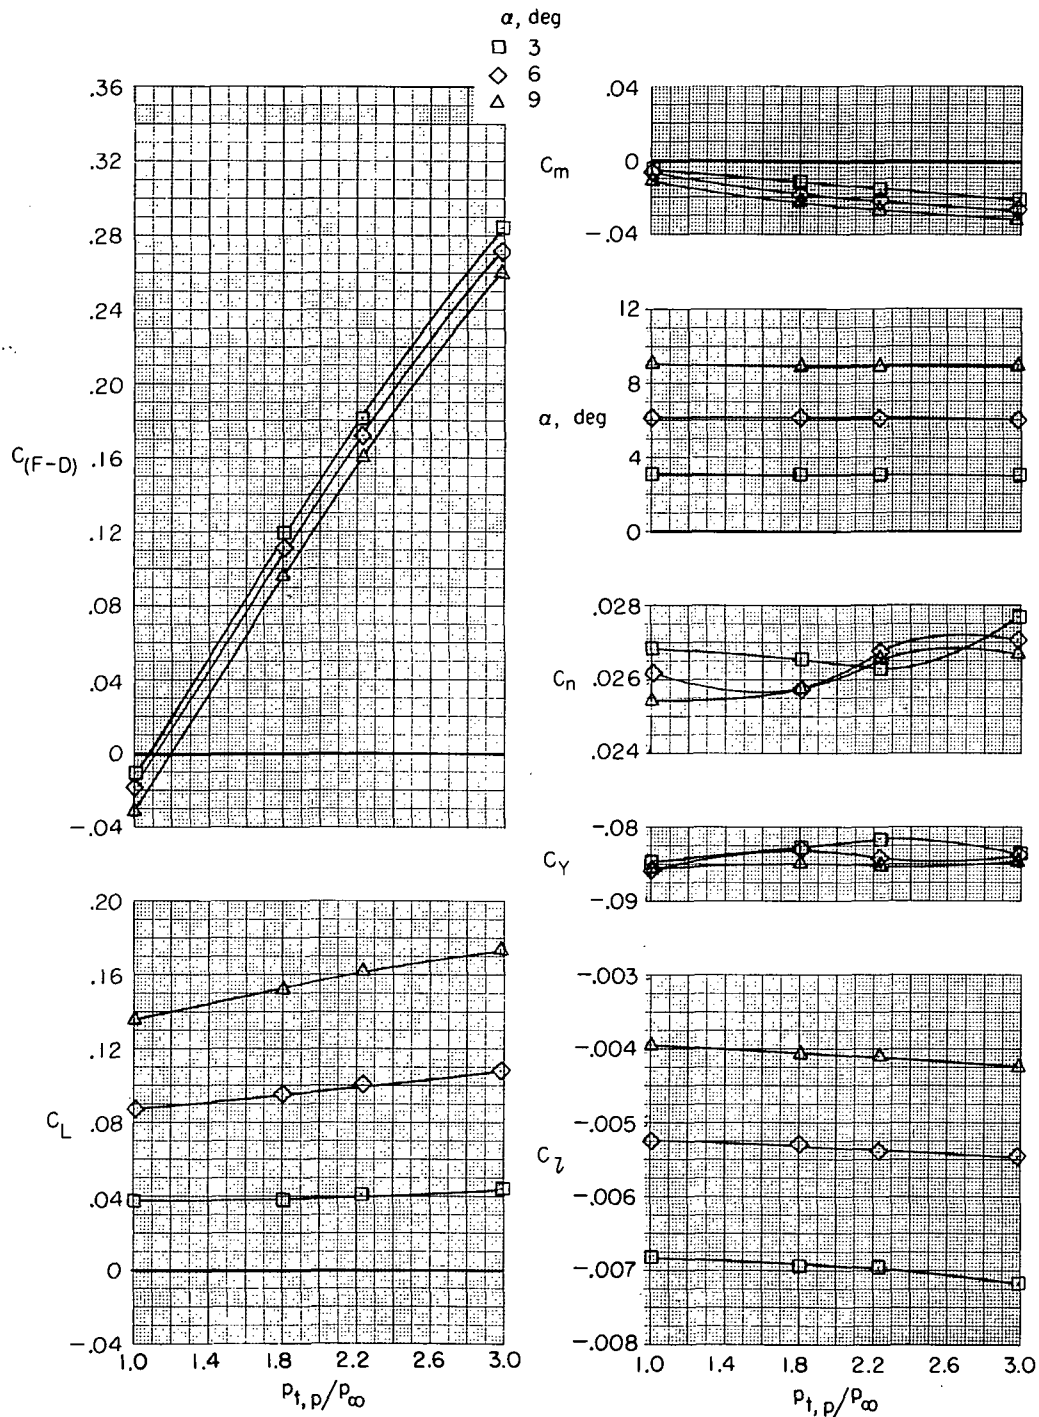 α, deg
□ 3
◇ 6
△ 9
.36
.32
.28
.24
.20
C(F-D) .16
.12
.08
.04
0
-.04
.20
.16
.12
CL .08
.04
0
-.04
1.0 1.4 1.8 2.2 2.6 3.0
pt,p/p∞
.04
Cm 0
-.04
12
8
α, deg
4
0
.028
Cn .026
.024
-.08
CY
-.09
-.003
-.004
-.005
Cl
-.006
-.007
-.008
1.0 1.4 1.8 2.2 2.6 3.0
pt,p/p∞